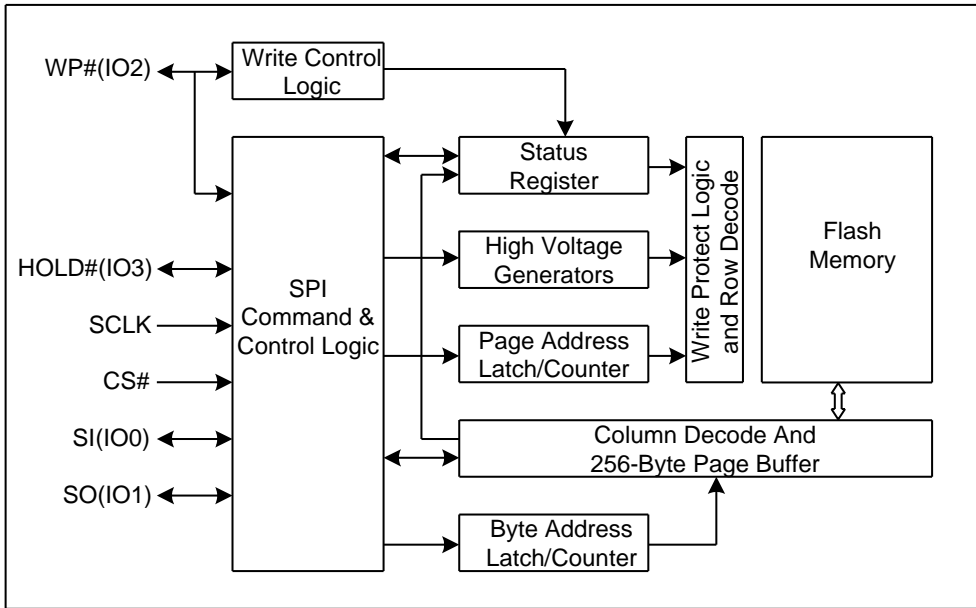 WP#(IO2)
Write Control
Logic
HOLD#(IO3)
SCLK
CS#
SI(IO0)
SO(IO1)
SPI
Command &
Control Logic
Status
Register
High Voltage
Generators
Page Address
Latch/Counter
Write Protect Logic
and Row Decode
Flash
Memory
Column Decode And
256-Byte Page Buffer
Byte Address
Latch/Counter